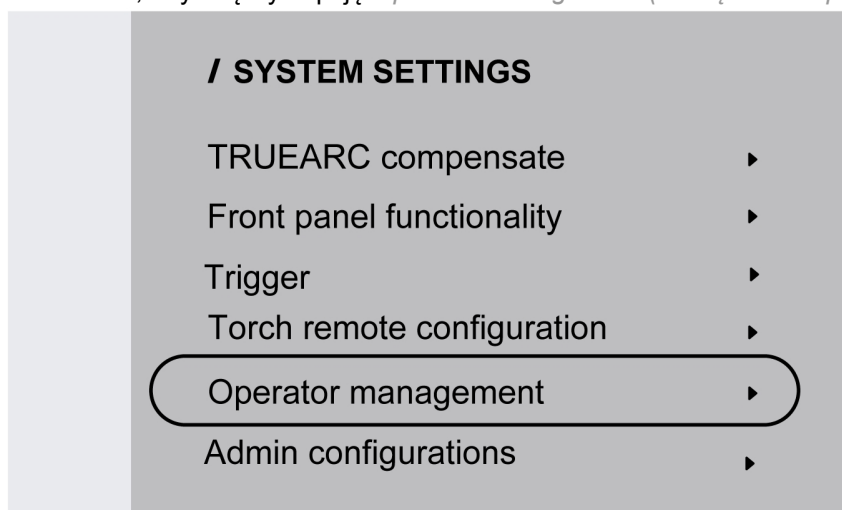 / SYSTEM SETTINGS
TRUEARC compensate
Front panel functionality
Trigger
Torch remote configuration
Operator management
Admin configurations